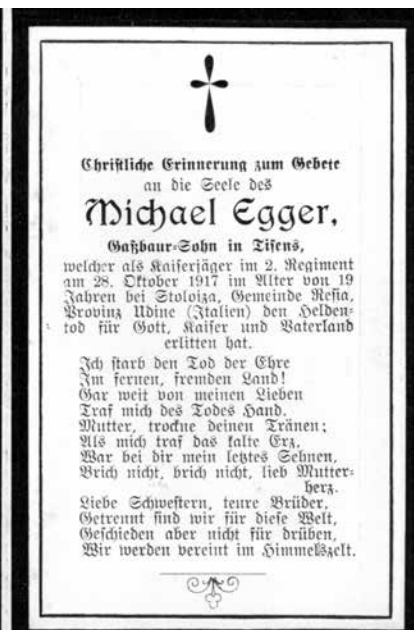 Christliche Erinnerung zum Gebete
an die Seele des
Michael Egger,
Gaßbaur-Sohn in Tisens,
welcher als Kaiserjäger im 2. Regiment
am 28. Oktober 1917 im Alter von 19
Jahren bei Stoloiza, Gemeinde Resia,
Provinz Udine (Italien) den Helden-
tod für Gott, Kaiser und Vaterland
erlitten hat.
Ich starb den Tod der Ehre
Im fernen, fremden Land!
Gar weit von meinen Lieben
Traf mich des Todes Hand.
Mutter, trockne deinen Tränen;
Als mich traf das kalte Erz,
War bei dir mein letztes Sehnen,
Brich nicht, brich nicht, lieb Mutter-
herz.
Liebe Schwestern, teure Brüder,
Getrennt sind wir für diese Welt,
Geschieden aber nicht für drüben,
Wir werden vereint im Himmelszelt.